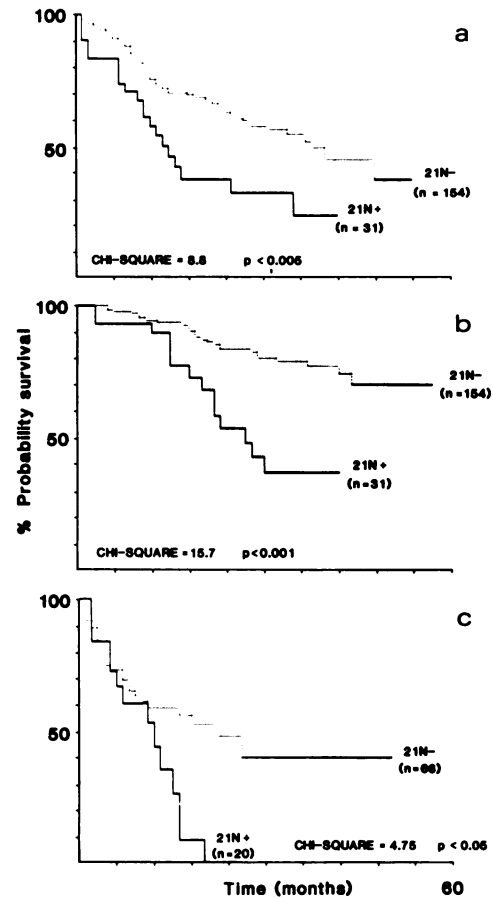 100
a
50
21N-
(n = 154)
21N+
(n = 31)
CHI-SQUARE = 8.8 p < 0.005
% Probability survival
100
b
50
21N-
(n=154)
21N+
(n=31)
CHI-SQUARE = 15.7 p<0.001
100
c
50
21N-
(n=66)
21N+
(n=20)
CHI-SQUARE = 4.75 p < 0.05
Time (months) 60